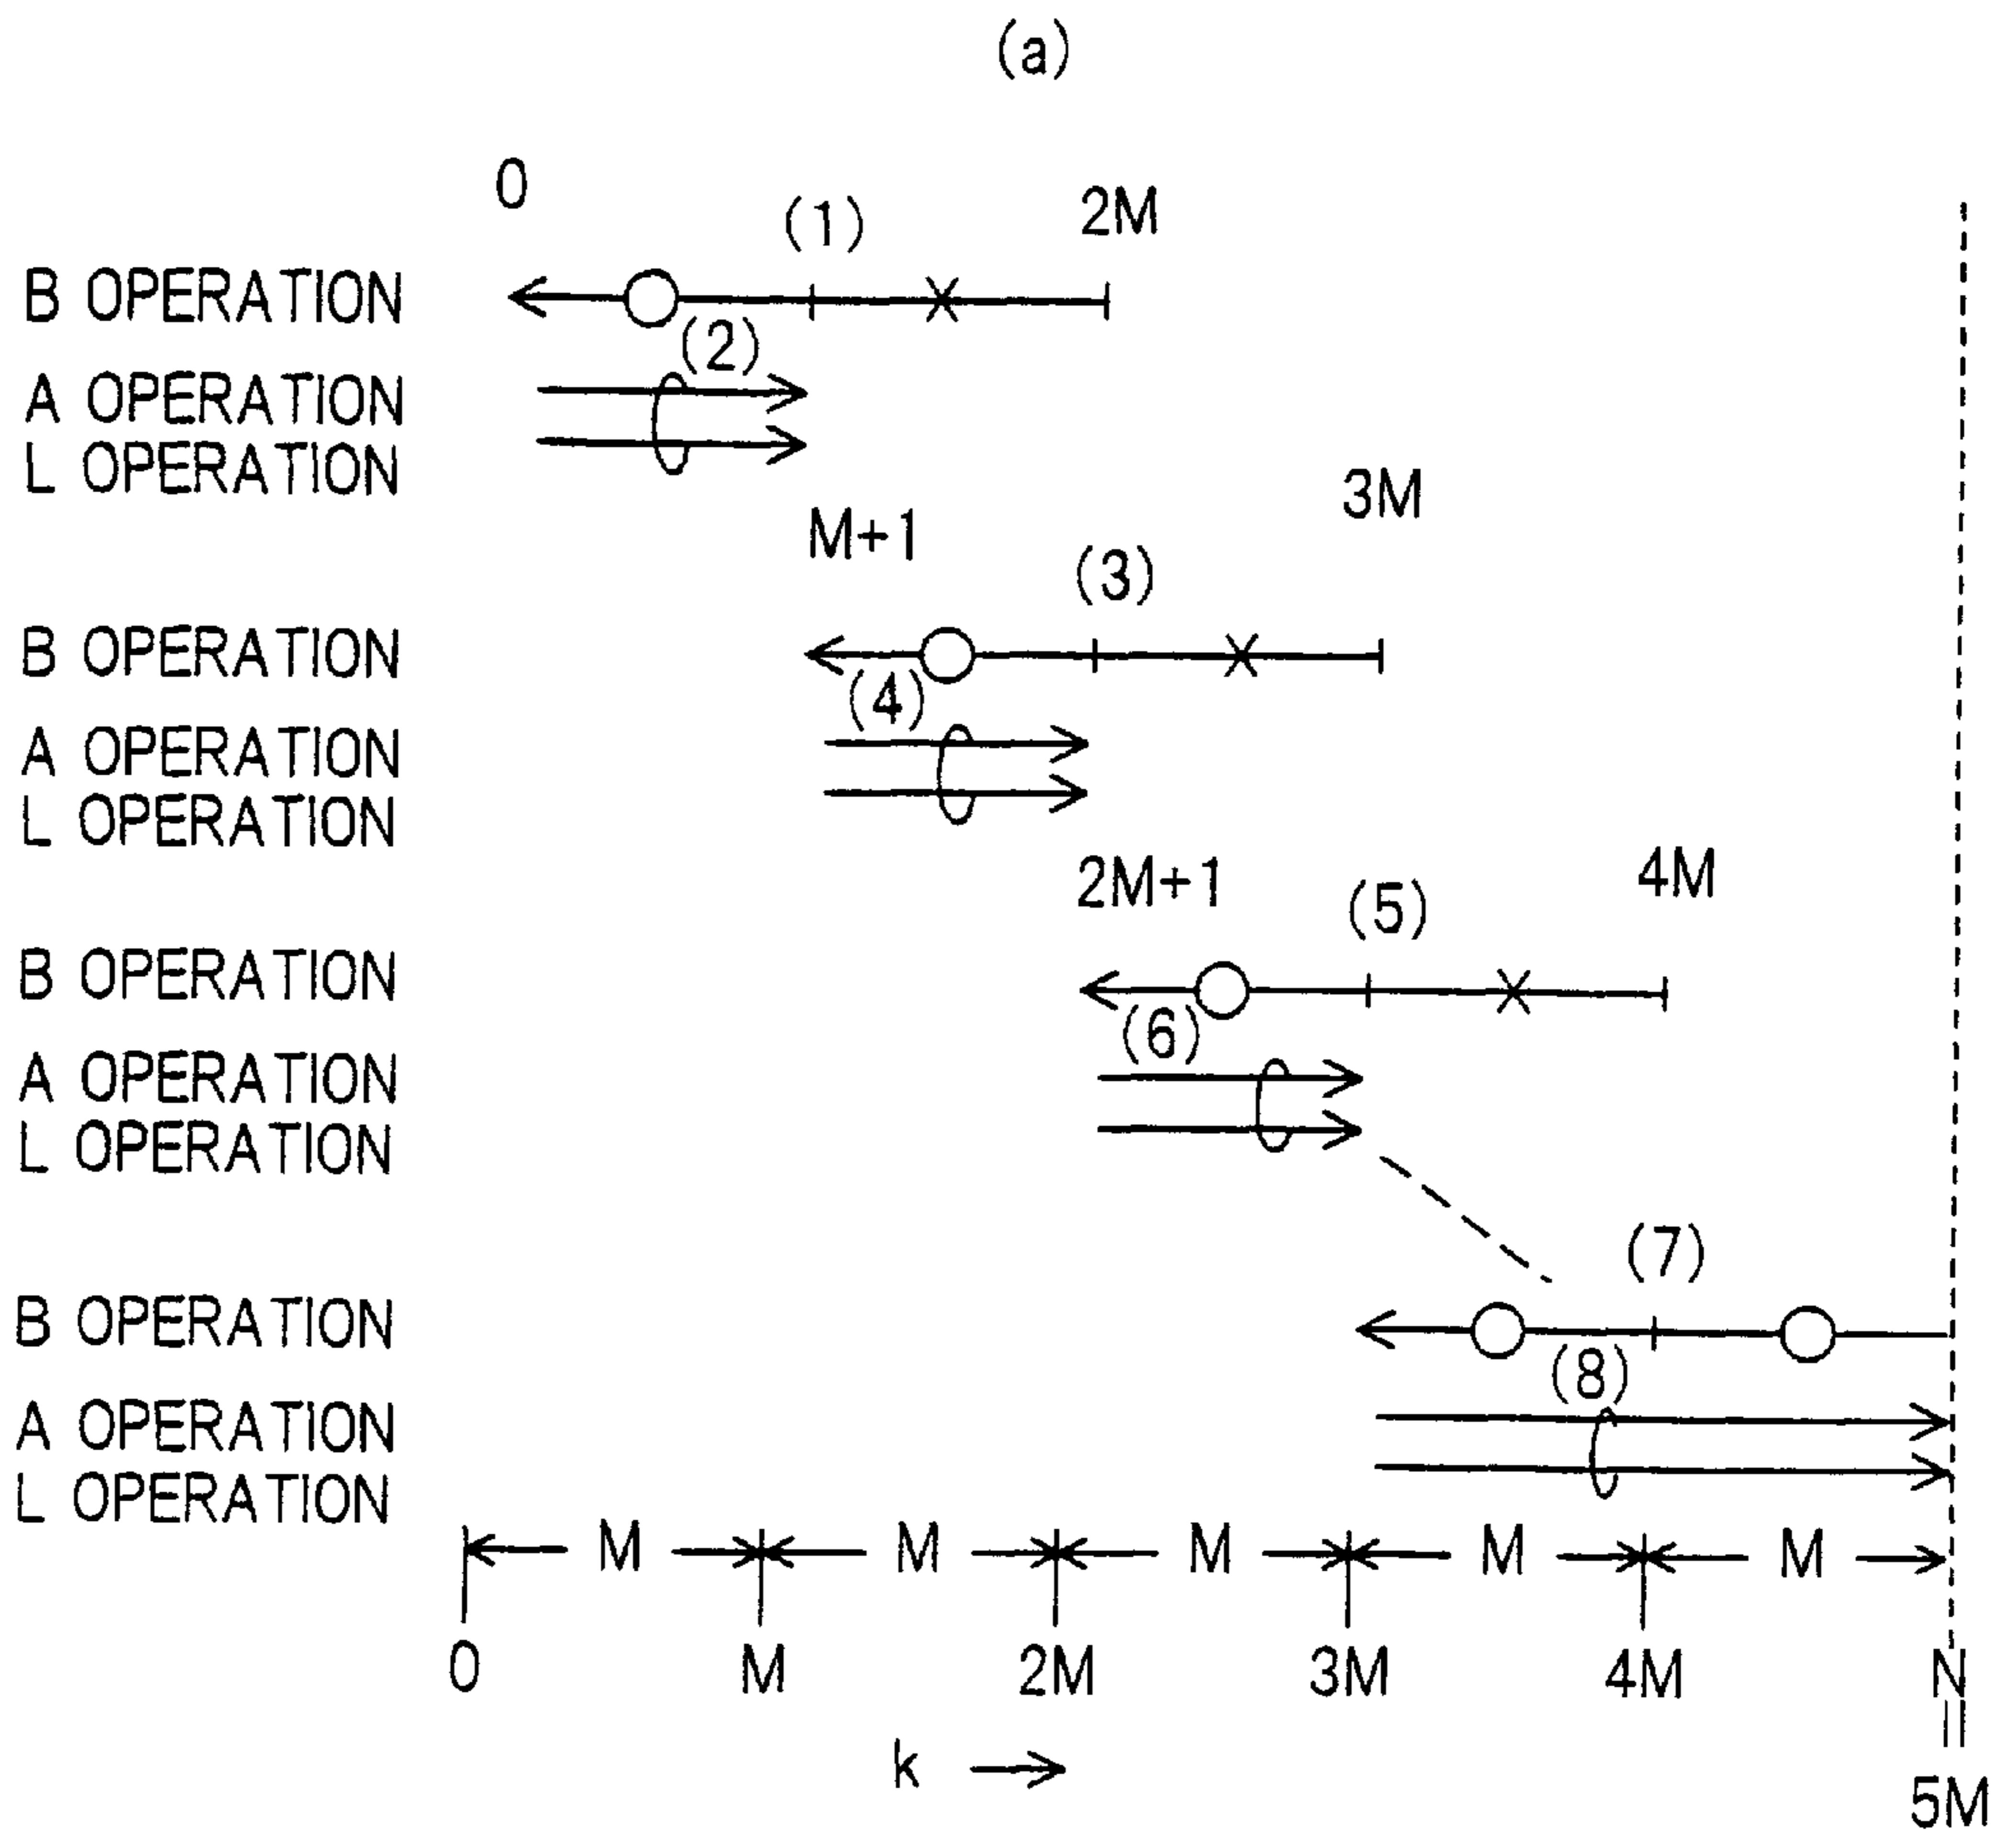 (a)
0
(1)
2M
B OPERATION
(2)
A OPERATION
L OPERATION
3M
M+1
(3)
B OPERATION
(4)
A OPERATION
L OPERATION
4M
2M+1
(5)
B OPERATION
(6)
A OPERATION
L OPERATION
(7)
B OPERATION
(8)
A OPERATION
L OPERATION
M M M M M
0 M 2M 3M 4M N
=
5M
k